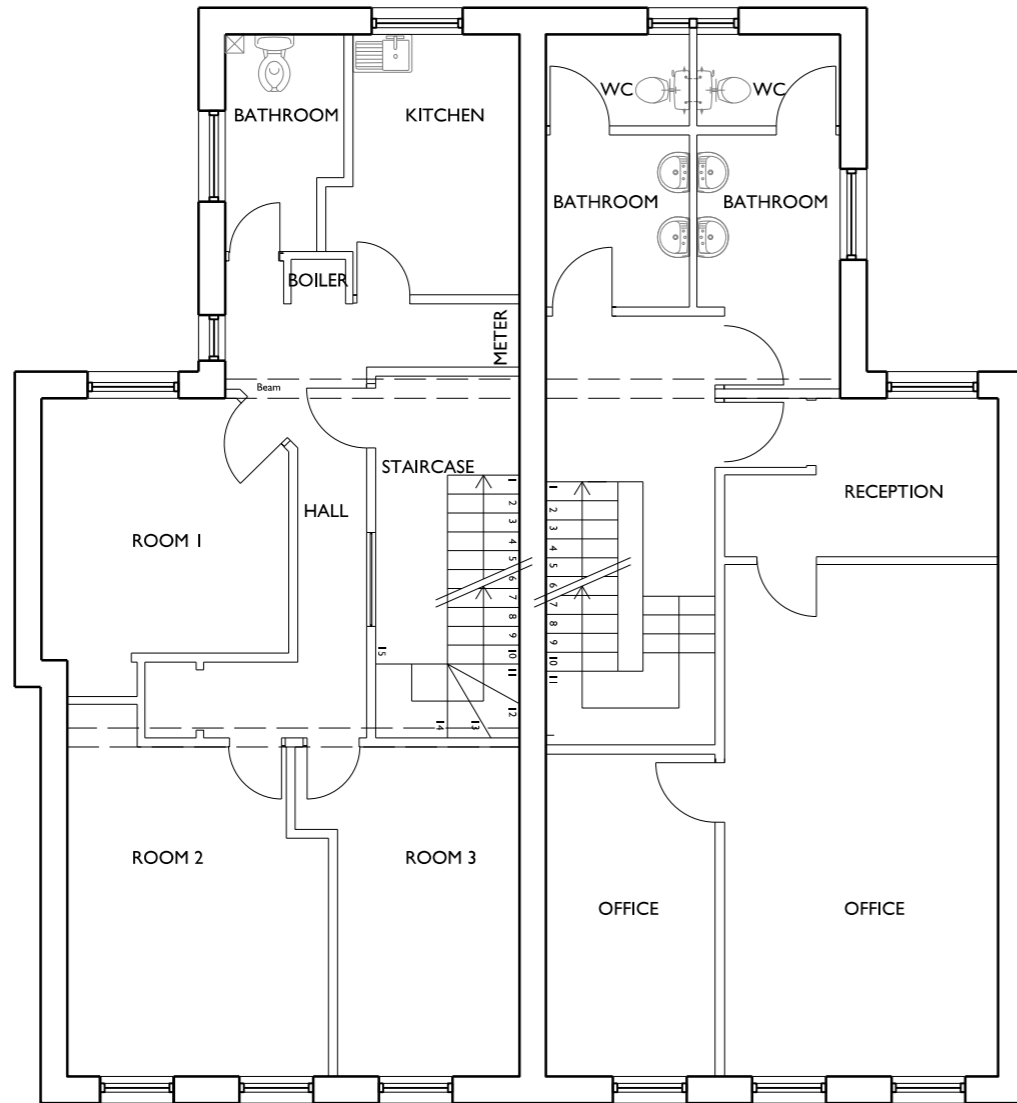 BATHROOM
KITCHEN
BOILER
METER
Beam
STAIRCASE
HALL
ROOM 1
ROOM 2
ROOM 3
1
2
3
4
5
6
7
8
9
10
11
12
13
14
15
WC
WC
BATHROOM
BATHROOM
RECEPTION
OFFICE
OFFICE
1
2
3
4
5
6
7
8
9
10
11